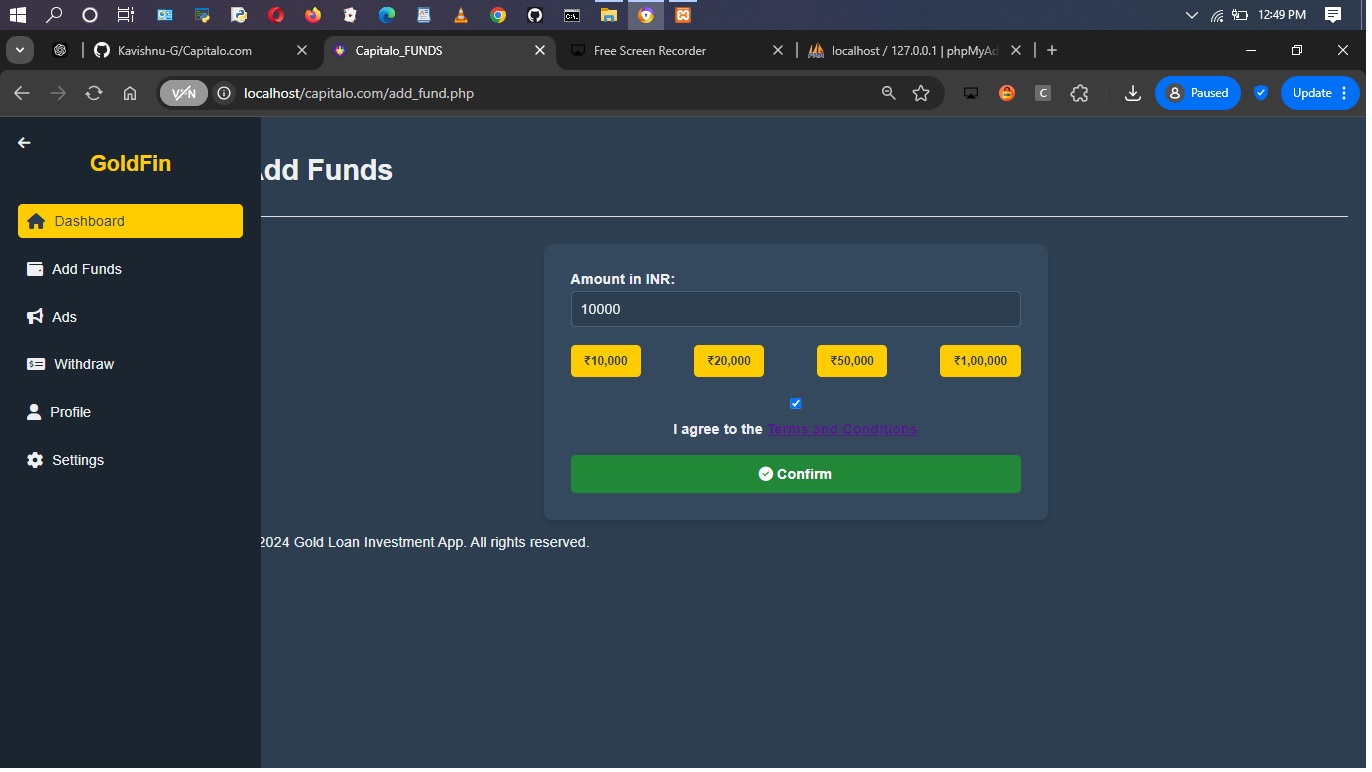 12:49 PM
Kavishnu-G/Capitalo.com
Capitalo_FUNDS
Free Screen Recorder
localhost / 127.0.0.1 | phpMyAd
VPN
localhost/capitalo.com/add_fund.php
C
Paused
Update
GoldFin
dd Funds
Dashboard
Add Funds
Ads
Withdraw
Profile
Settings
Amount in INR:
10000
₹10,000 ₹20,000 ₹50,000 ₹1,00,000
I agree to the Terms and Conditions
Confirm
2024 Gold Loan Investment App. All rights reserved.